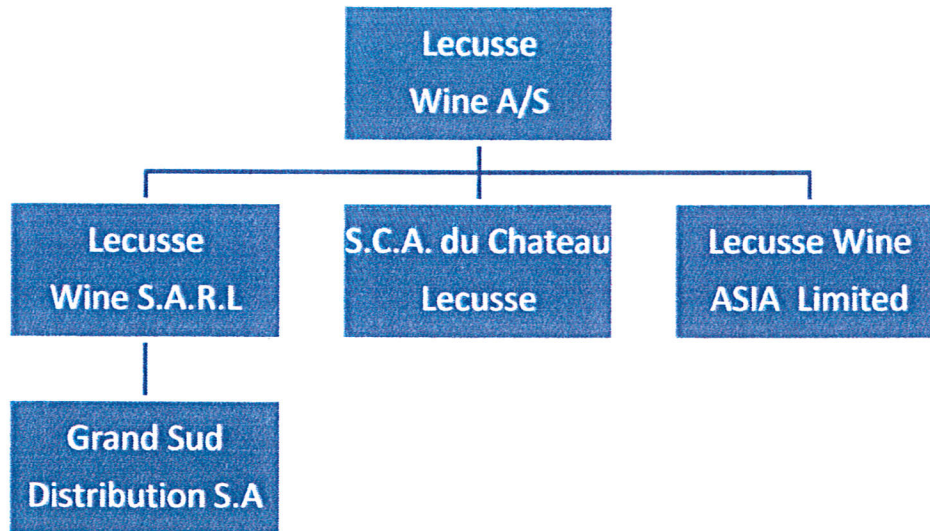 Lecusse
Wine A/S
Lecusse
Wine S.A.R.L
S.C.A. du Chateau
Lecusse
Lecusse Wine
ASIA Limited
Grand Sud
Distribution S.A